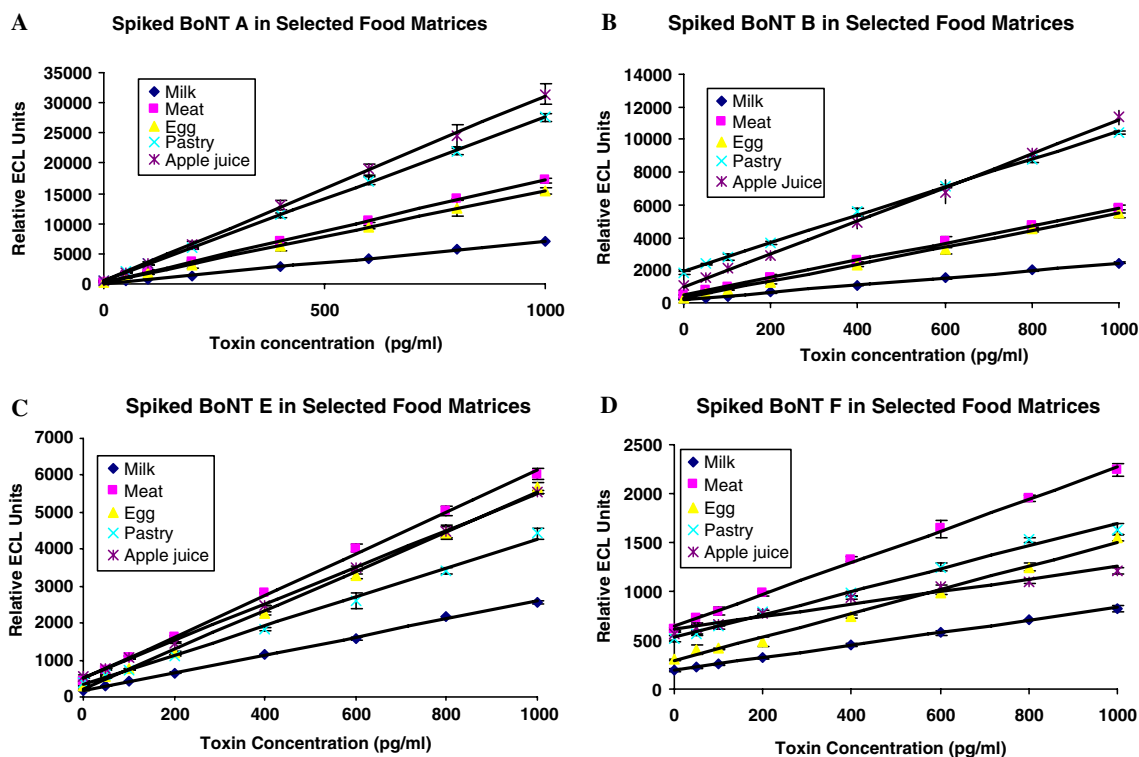 A
Spiked BoNT A in Selected Food Matrices
Relative ECL Units
35000
30000
25000
20000
15000
10000
5000
0
Milk
Meat
Egg
Pastry
Apple juice
0 500 1000
Toxin concentration (pg/ml)
B
Spiked BoNT B in Selected Food Matrices
Relative ECL Units
14000
12000
10000
8000
6000
4000
2000
0
Milk
Meat
Egg
Pastry
Apple Juice
0 200 400 600 800 1000
Toxin concentration (pg/ml)
C
Spiked BoNT E in Selected Food Matrices
Relative ECL Units
7000
6000
5000
4000
3000
2000
1000
0
Milk
Meat
Egg
Pastry
Apple juice
0 200 400 600 800 1000
Toxin Concentration (pg/ml)
D
Spiked BoNT F in Selected Food Matrices
Relative ECL Units
2500
2000
1500
1000
500
0
Milk
Meat
Egg
Pastry
Apple juice
0 200 400 600 800 1000
Toxin Concentration (pg/ml)